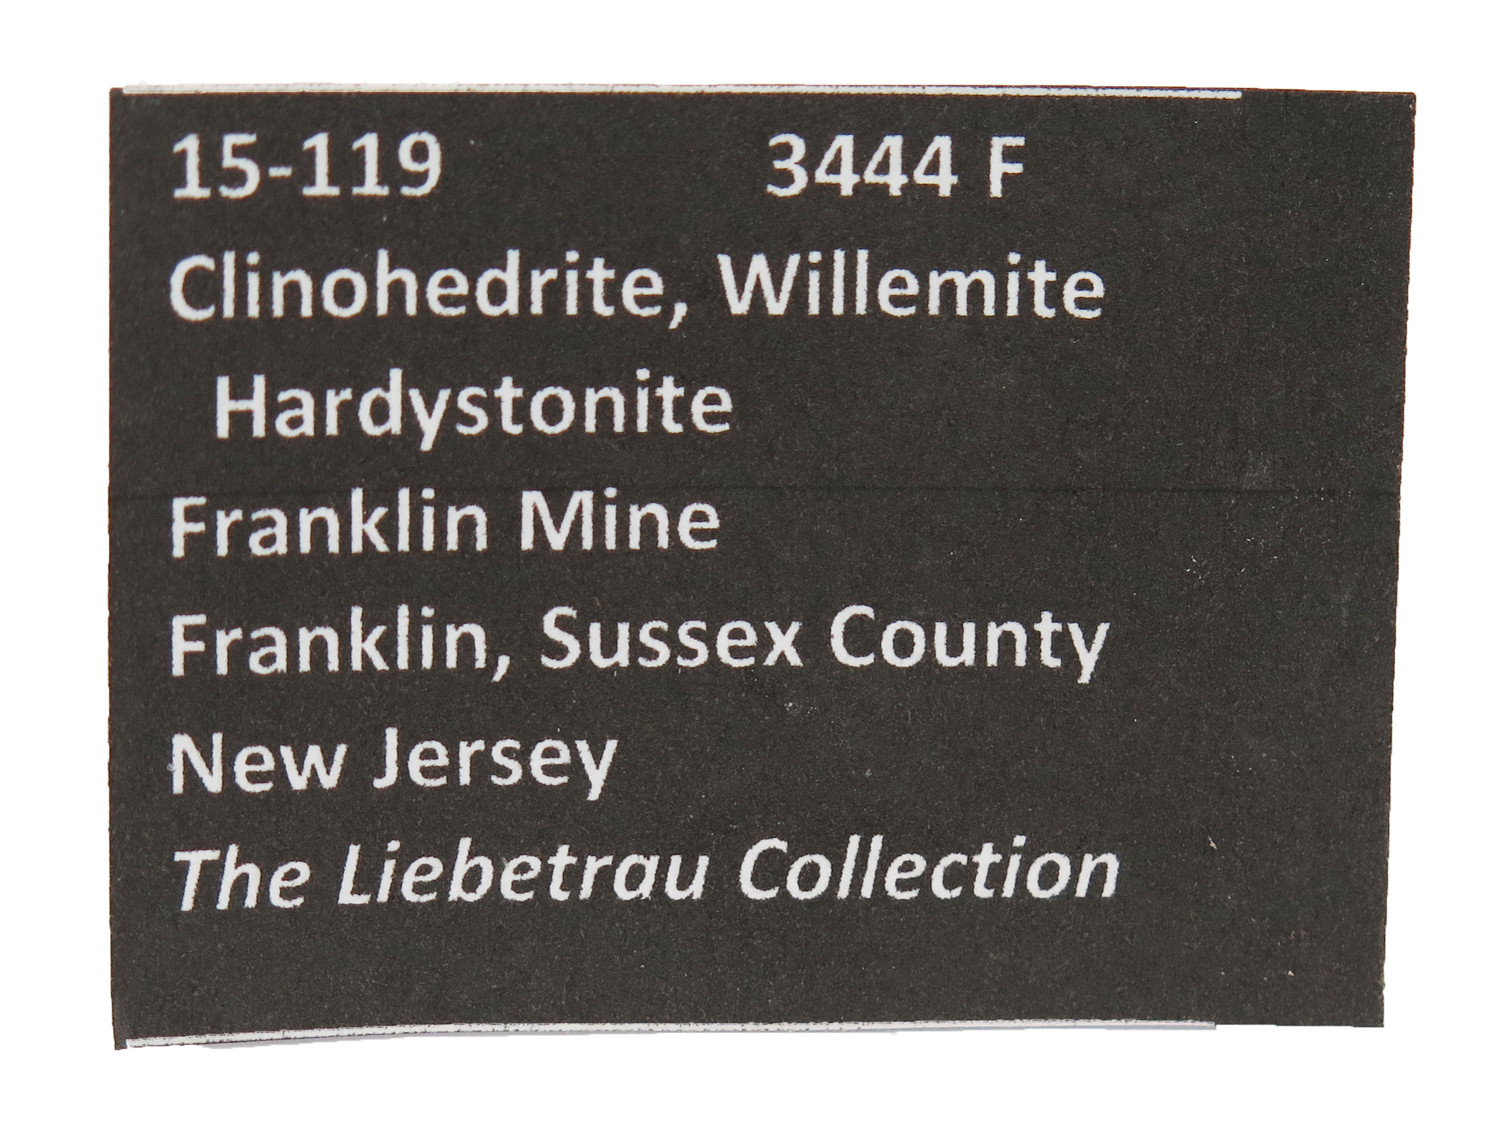 15-119 3444 F
Clinohedrite, Willemite
Hardystonite
Franklin Mine
Franklin, Sussex County
New Jersey
The Liebetrau Collection